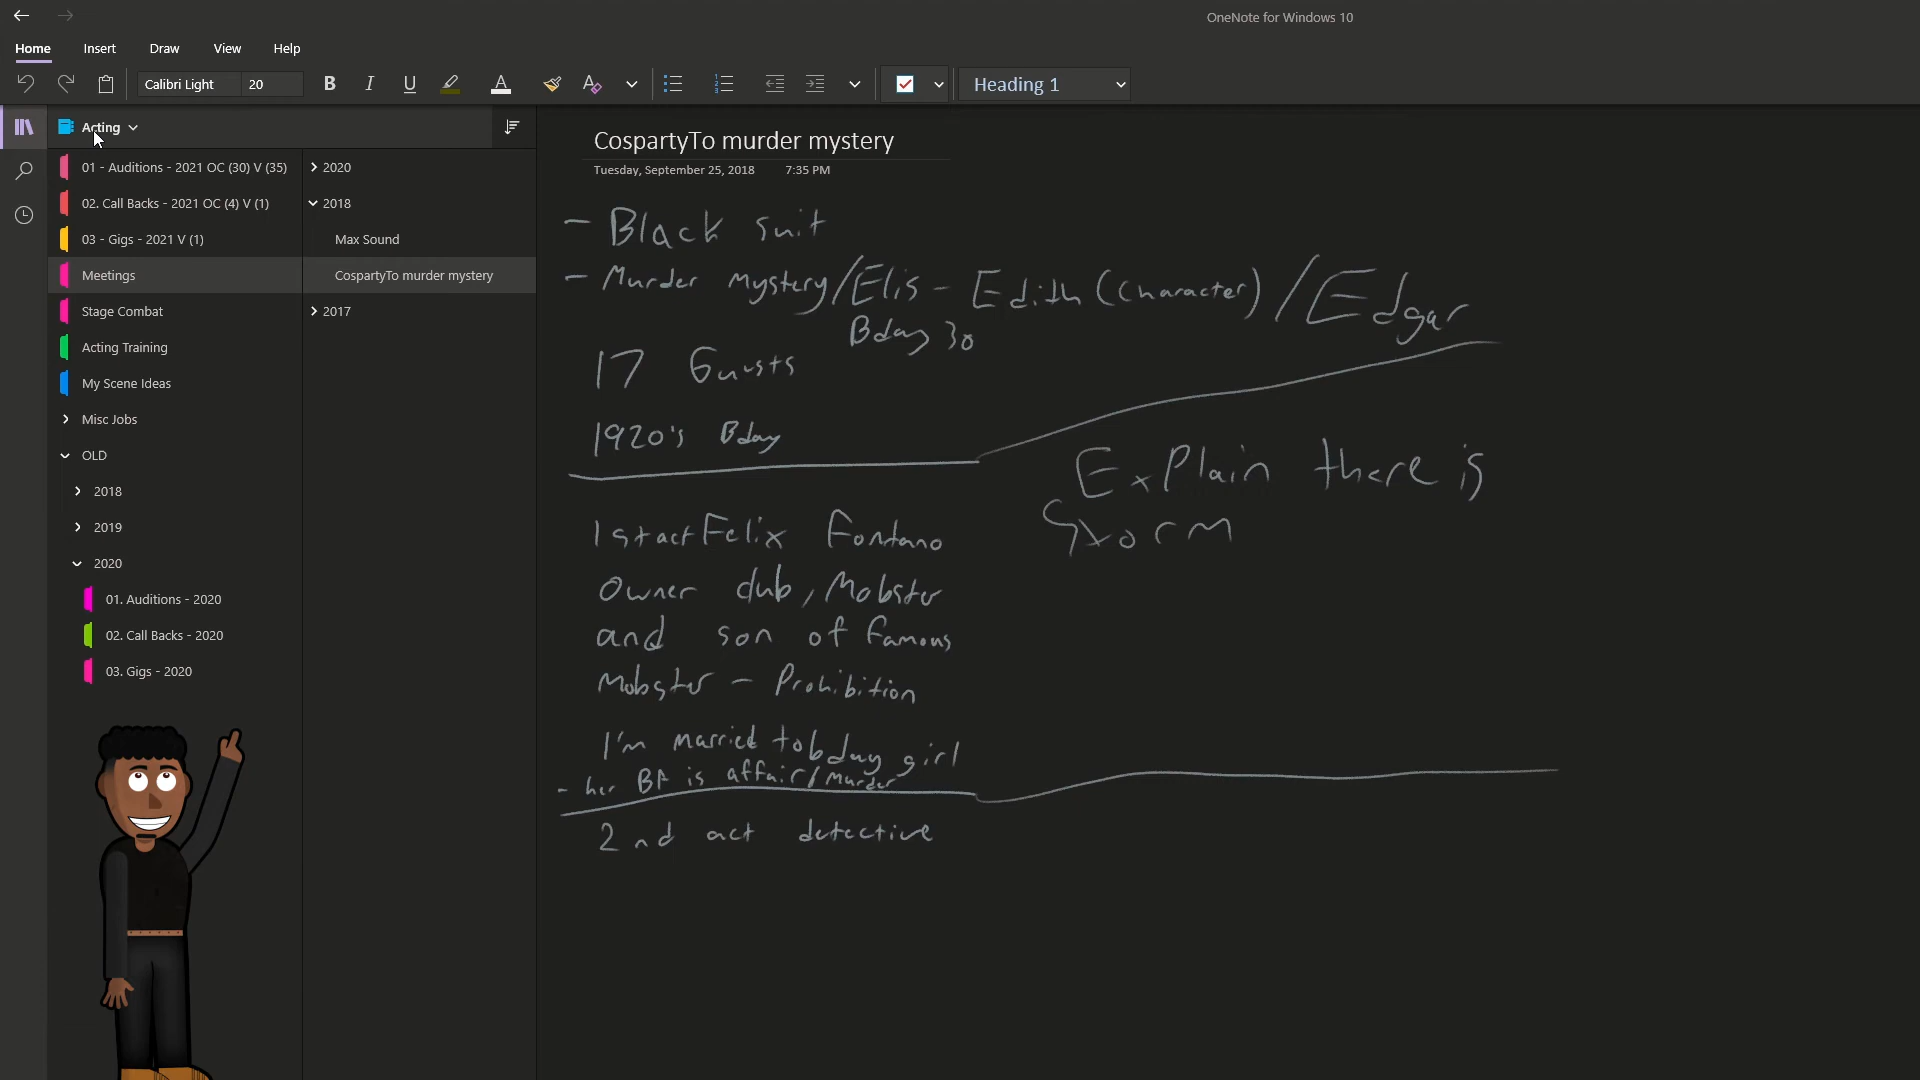 OneNote for Windows 10
Home Insert Draw View Help
Calibri Light 20 B I U A A Heading 1
Acting
01 - Auditions - 2021 OC (30) V (35)
02. Call Backs - 2021 OC (4) V (1)
03 - Gigs - 2021 V (1)
Meetings
Stage Combat
Acting Training
My Scene Ideas
Misc Jobs
OLD
2018
2019
2020
01. Auditions - 2020
02. Call Backs - 2020
03. Gigs - 2020
2020
2018
Max Sound
CospartyTo murder mystery
2017
CospartyTo murder mystery
Tuesday, September 25, 2018 7:35 PM
- Black suit
- Murder mystery/Elis - Edith (character) / Edgar
Bday 30
17 Guests
1920's Bday
Explain there is
Storm
1st act Felix Fontano
Owner club, Mobster
and son of famous
Mobster - Prohibition
I'm married to bday girl
- her BF is affair/murder
2nd act detective